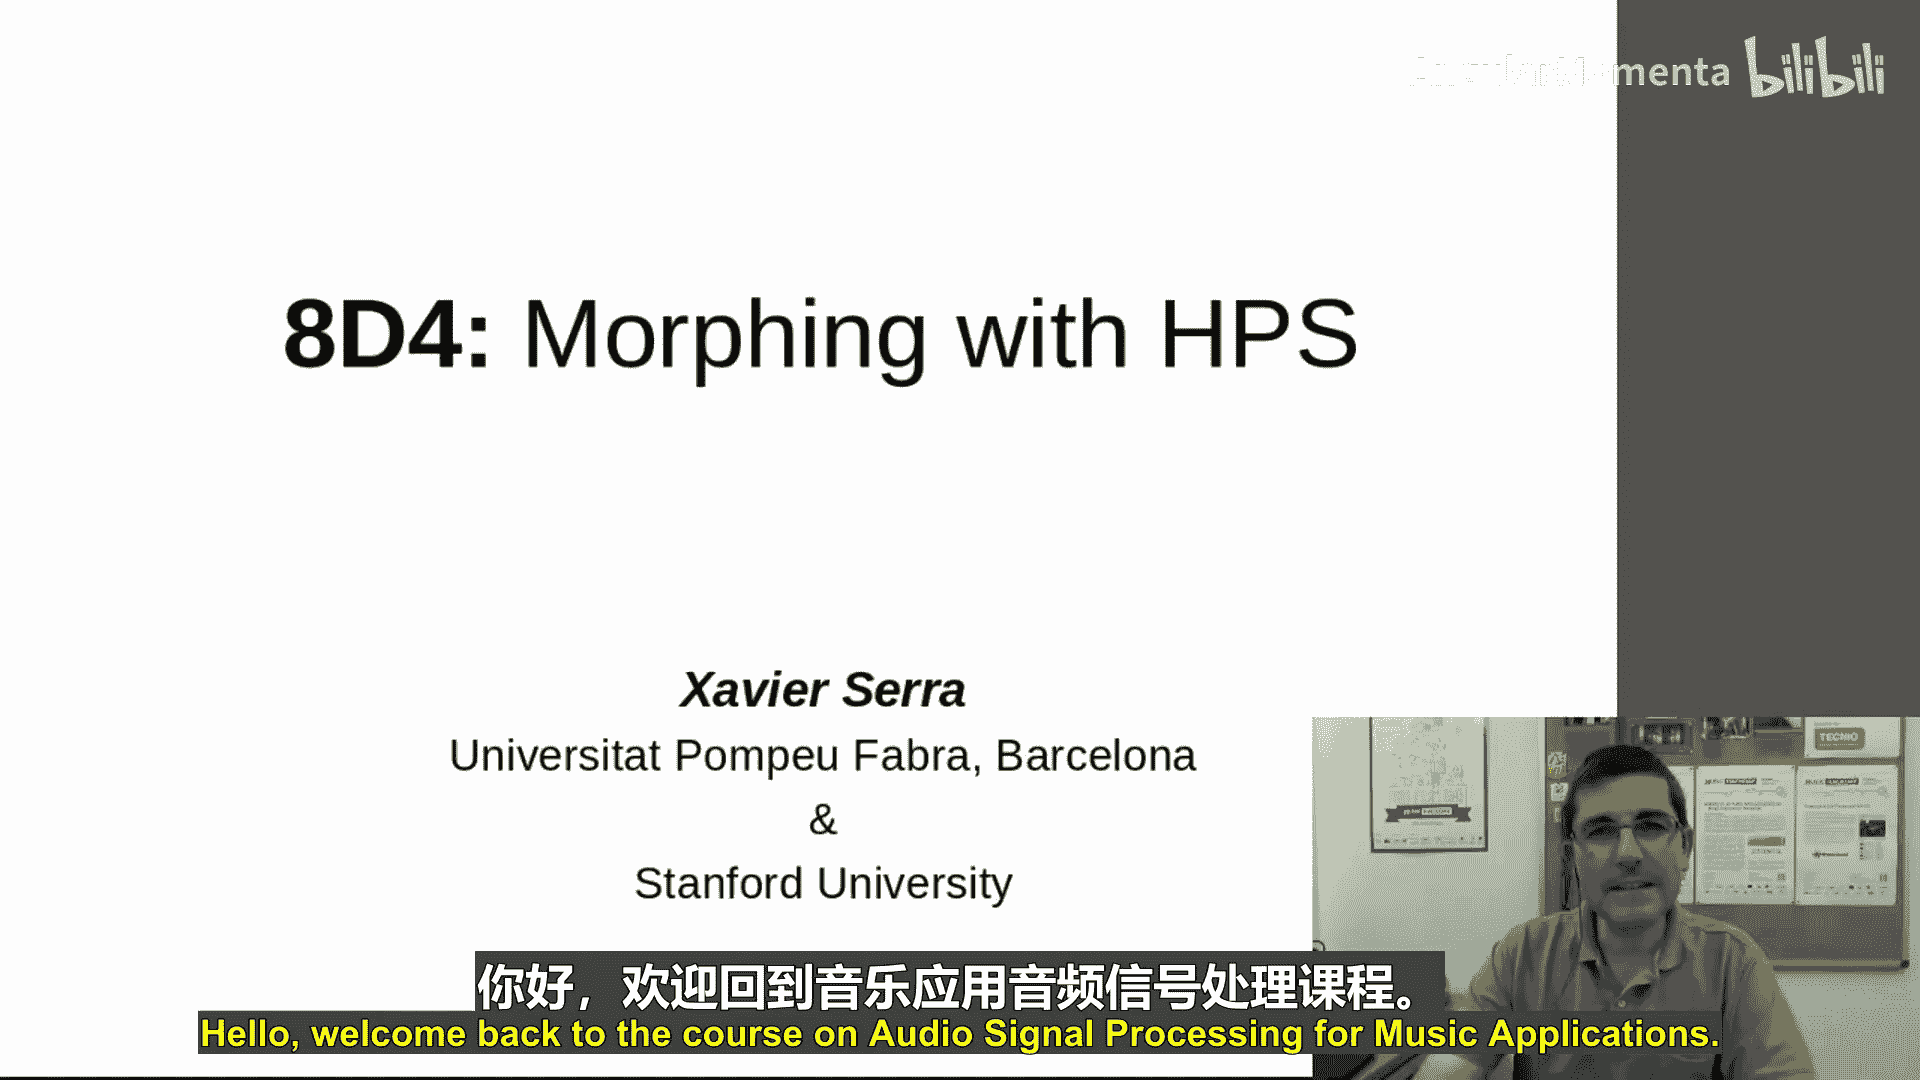 menta bilibili
8D4: Morphing with HPS
Xavier Serra
Universitat Pompeu Fabra, Barcelona
&
Stanford University
TECNIO
你好，欢迎回到音乐应用音频信号处理课程。
Hello, welcome back to the course on Audio Signal Processing for Music Applications.